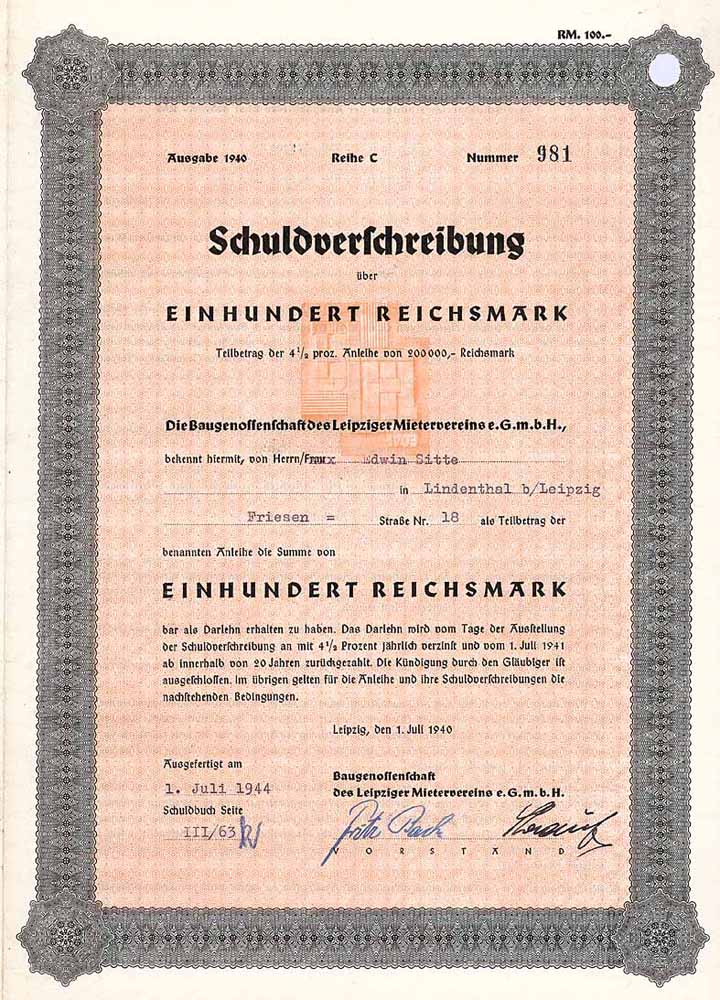 RM. 100.-
Ausgabe 1940 Reihe C Nummer 981
Schuldverschreibung
über
EINHUNDERT REICHSMARK
Teilbetrag der 4½ proz. Anleihe von 200000,- Reichsmark
Die Baugenossenschaft des Leipziger Mietervereins e.G.m.b.H.,
bekennt hiermit, von Herrn/Frau Edwin Sitte
in Lindenthal b/Leipzig
Friesen = Straße Nr. 18 als Teilbetrag der
benannten Anleihe die Summe von
EINHUNDERT REICHSMARK
bar als Darlehn erhalten zu haben. Das Darlehn wird vom Tage der Ausstellung
der Schuldverschreibung an mit 4½ Prozent jährlich verzinst und vom 1. Juli 1941
ab innerhalb von 20 Jahren zurückgezahlt. Die Kündigung durch den Gläubiger ist
ausgeschlossen. Im übrigen gelten für die Anleihe und ihre Schuldverschreibungen die
nachstehenden Bedingungen.
Leipzig, den 1. Juli 1940
Ausgefertigt am
1. Juli 1944
Schuldbuch Seite
III/63
Baugenossenschaft
des Leipziger Mietervereins e.G.m.b.H.
Fritz Bach
VORSTAND